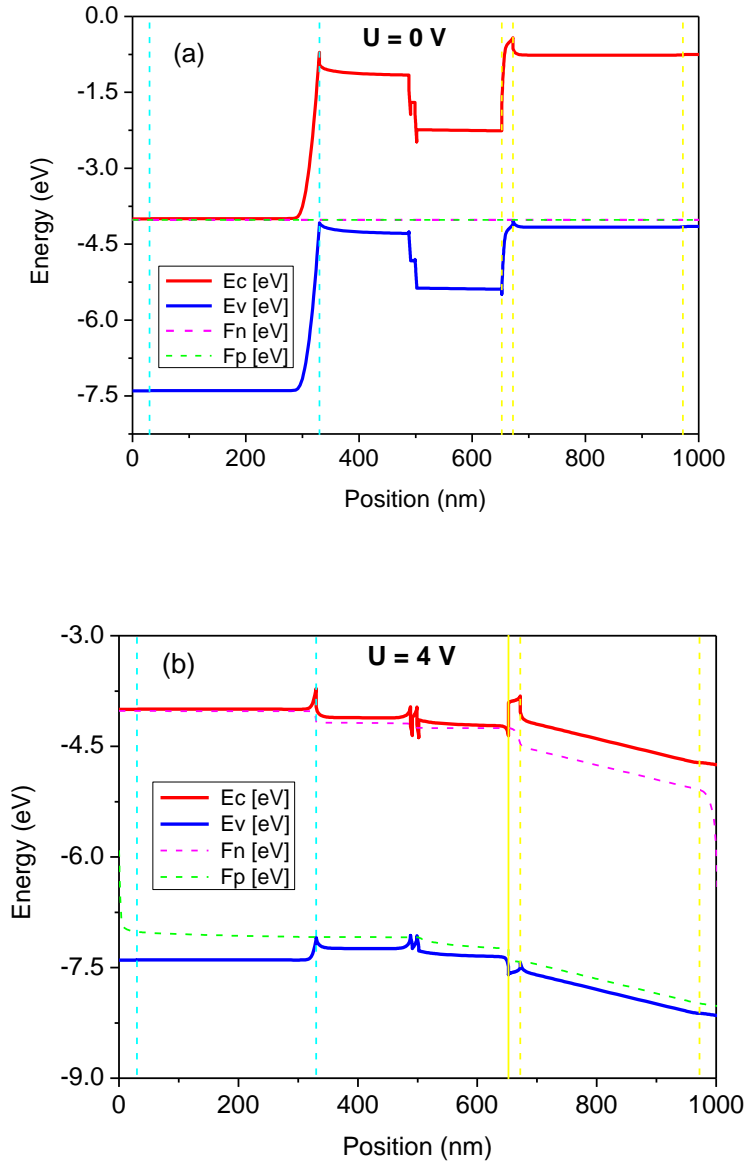 (a)
U = 0 V
0.0
-1.5
-3.0
-4.5
-6.0
-7.5
Energy (eV)
Ec [eV]
Ev [eV]
Fn [eV]
Fp [eV]
0 200 400 600 800 1000
Position (nm)
(b)
U = 4 V
-3.0
-4.5
-6.0
-7.5
-9.0
Energy (eV)
Ec [eV]
Ev [eV]
Fn [eV]
Fp [eV]
0 200 400 600 800 1000
Position (nm)